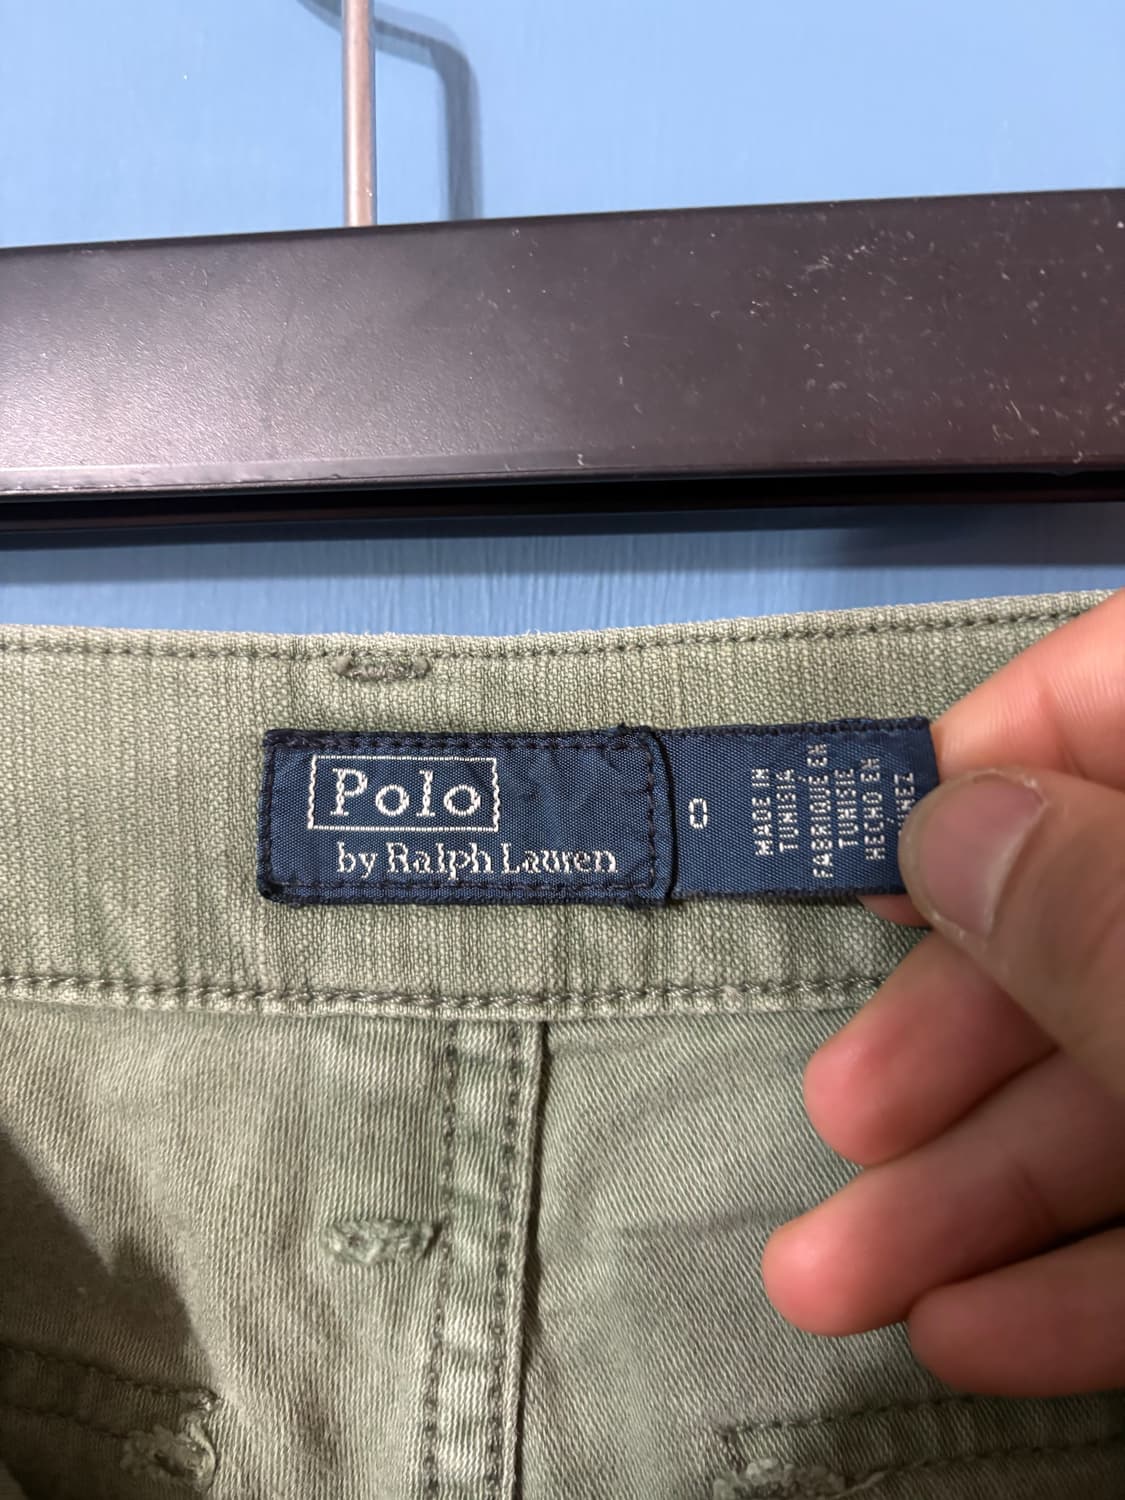 Polo
by Ralph Lauren
0
MADE IN
TUNISIA
FABRIQUÉ EN
TUNISIE
HECHO EN